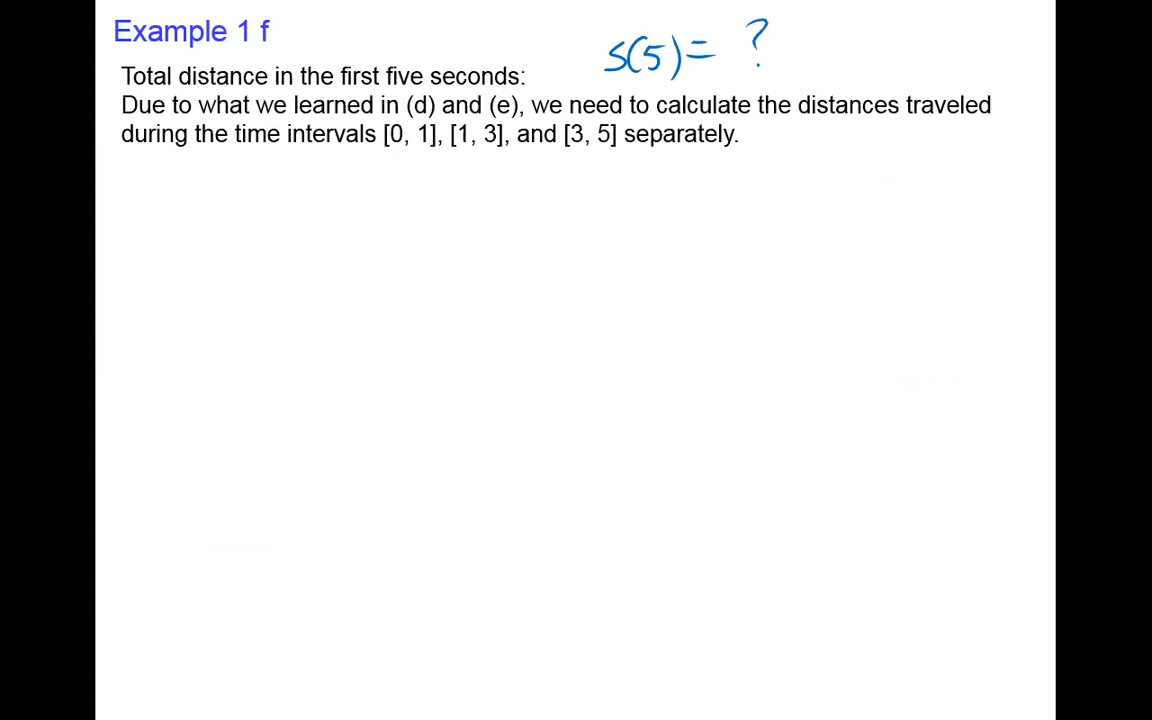 Example 1 f
s(5) = ?
Total distance in the first five seconds:
Due to what we learned in (d) and (e), we need to calculate the distances traveled
during the time intervals [0, 1], [1, 3], and [3, 5] separately.